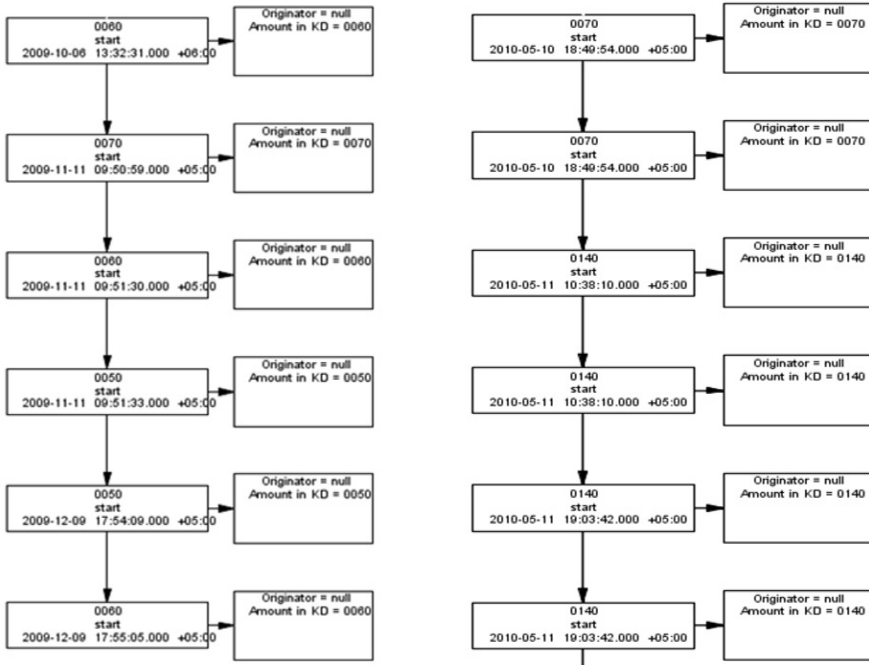 0060
start
2009-10-06 13:32:31.000 +06:00
Originator = null
Amount in KD = 0060
0070
start
2009-11-11 09:50:59.000 +05:00
Originator = null
Amount in KD = 0070
0060
start
2009-11-11 09:51:30.000 +05:00
Originator = null
Amount in KD = 0060
0050
start
2009-11-11 09:51:33.000 +05:00
Originator = null
Amount in KD = 0050
0050
start
2009-12-09 17:54:09.000 +05:00
Originator = null
Amount in KD = 0050
0060
start
2009-12-09 17:55:05.000 +05:00
Originator = null
Amount in KD = 0060
0070
start
2010-05-10 18:49:54.000 +05:00
Originator = null
Amount in KD = 0070
0070
start
2010-05-10 18:49:54.000 +05:00
Originator = null
Amount in KD = 0070
0140
start
2010-05-11 10:38:10.000 +05:00
Originator = null
Amount in KD = 0140
0140
start
2010-05-11 10:38:10.000 +05:00
Originator = null
Amount in KD = 0140
0140
start
2010-05-11 19:03:42.000 +05:00
Originator = null
Amount in KD = 0140
0140
start
2010-05-11 19:03:42.000 +05:00
Originator = null
Amount in KD = 0140